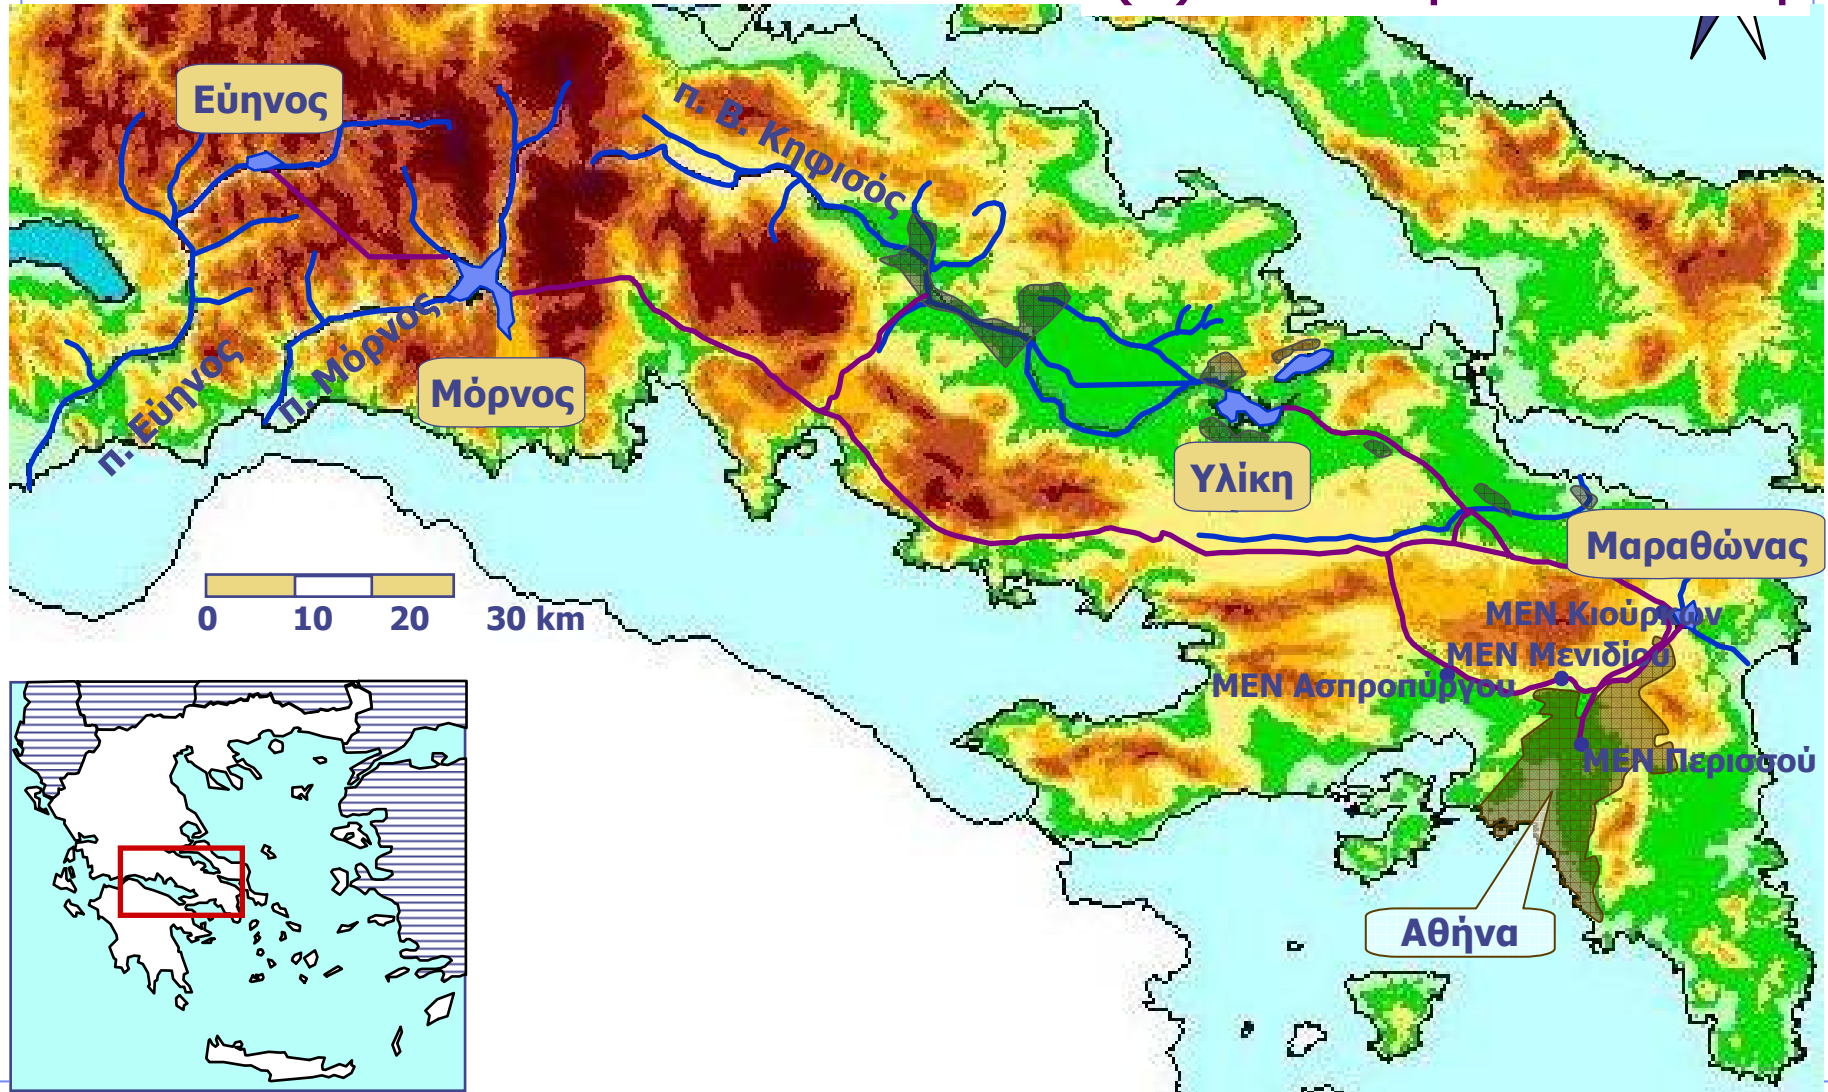 Εύηνος
π. Β. Κηφισός
π. Εύηνος
π. Μόρνος
Μόρνος
Υλίκη
Μαραθώνας
0 10 20 30 km
ΜΕΝ Κιούρκων
ΜΕΝ Μενιδίου
ΜΕΝ Ασπροπύργου
ΜΕΝ Περισσού
Αθήνα